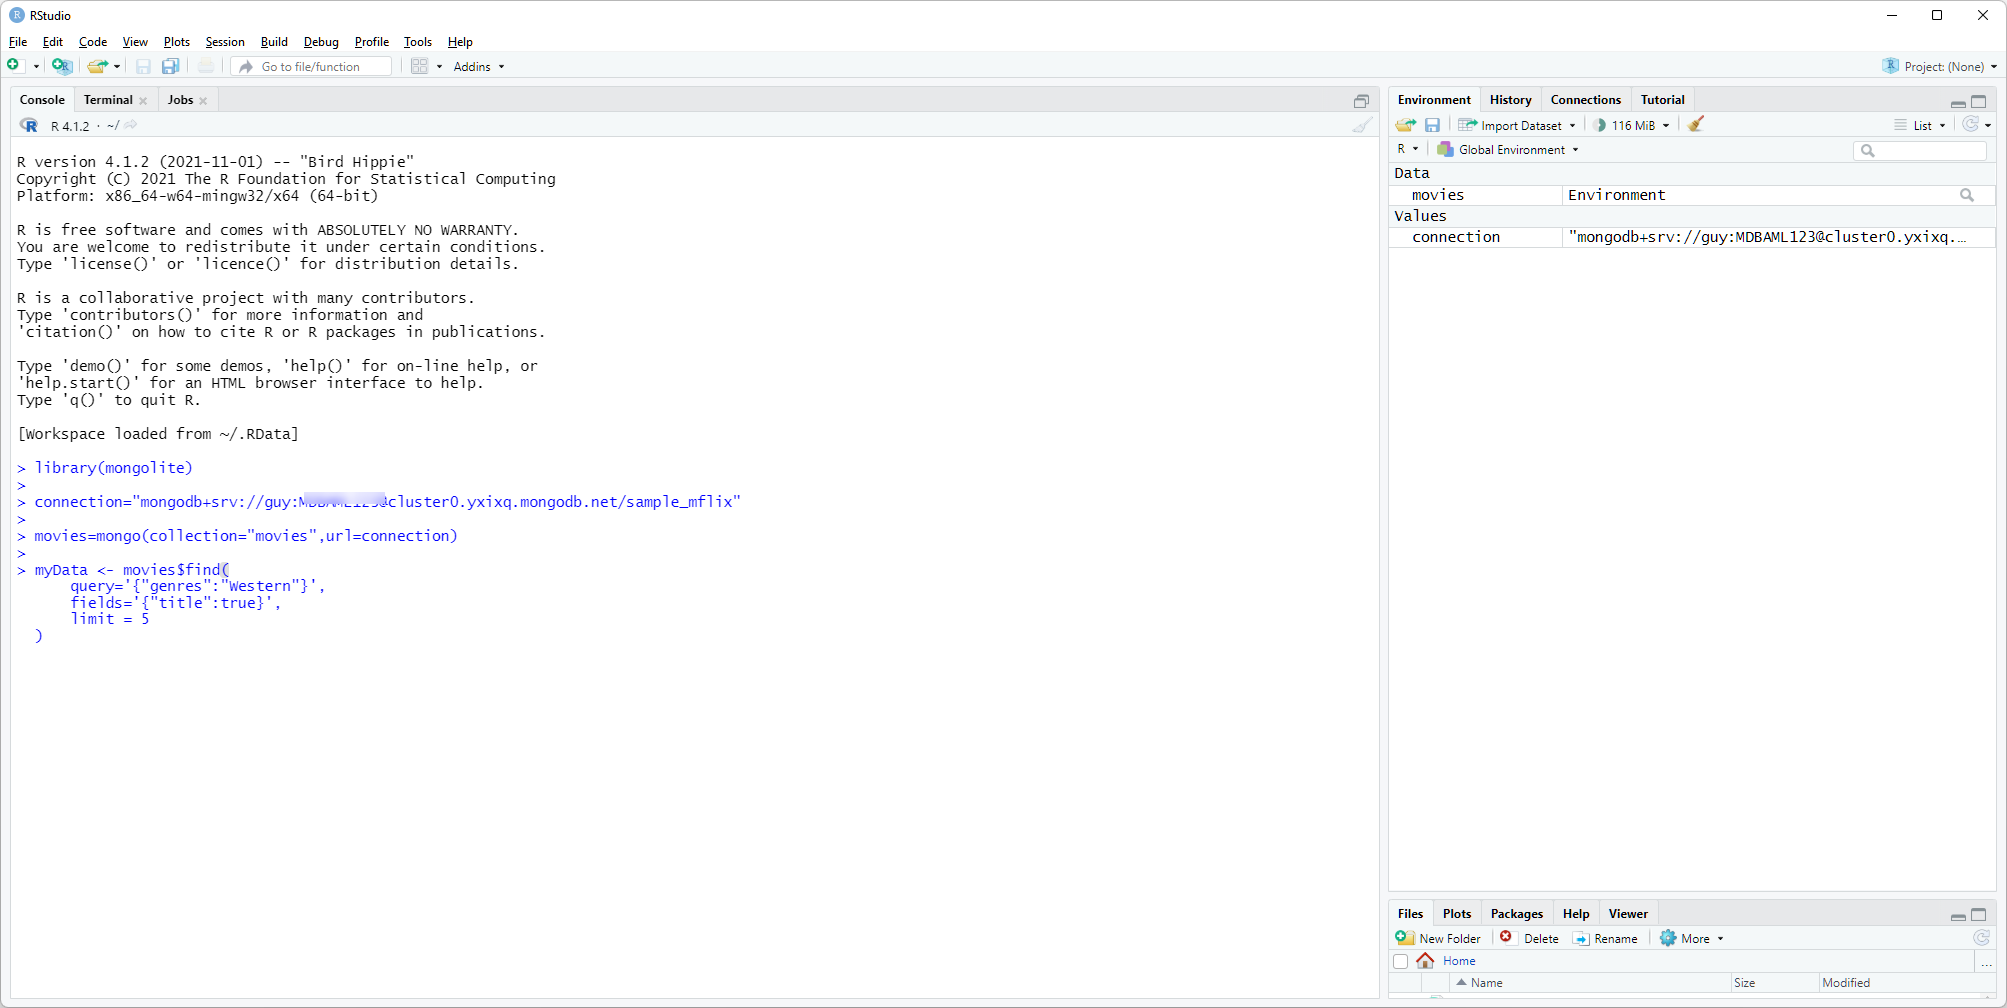 RStudio
File Edit Code View Plots Session Build Debug Profile Tools Help
Go to file/function Addins Project: (None)
Console Terminal Jobs
R 4.1.2 · ~/
R version 4.1.2 (2021-11-01) -- "Bird Hippie"
Copyright (C) 2021 The R Foundation for Statistical Computing
Platform: x86_64-w64-mingw32/x64 (64-bit)
R is free software and comes with ABSOLUTELY NO WARRANTY.
You are welcome to redistribute it under certain conditions.
Type 'license()' or 'licence()' for distribution details.
R is a collaborative project with many contributors.
Type 'contributors()' for more information and
'citation()' on how to cite R or R packages in publications.
Type 'demo()' for some demos, 'help()' for on-line help, or
'help.start()' for an HTML browser interface to help.
Type 'q()' to quit R.
[Workspace loaded from ~/.RData]
> library(mongolite)
>
> connection="mongodb+srv://guy: @cluster0.yxixq.mongodb.net/sample_mflix"
>
> movies=mongo(collection="movies",url=connection)
>
> myData <- movies$find(
query='{"genres":"Western"}',
fields='{"title":true}',
limit = 5
)
Environment History Connections Tutorial
Import Dataset 116 MiB List
R Global Environment
Data
movies Environment
Values
connection "mongodb+srv://guy:MDBAML123@cluster0.yxixq.…
Files Plots Packages Help Viewer
New Folder Delete Rename More
Home ...
Name Size Modified